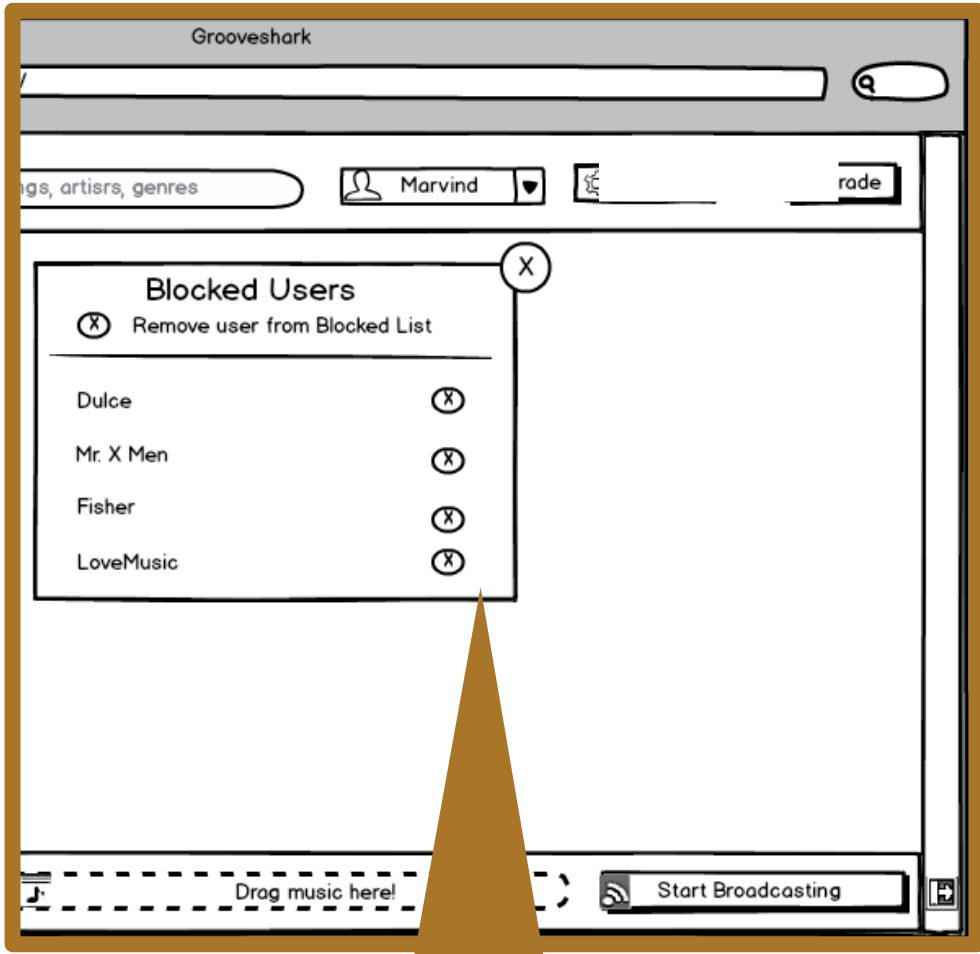 Grooveshark
/
ngs, artisrs, genres
Marvind
rade
X
Blocked Users
X Remove user from Blocked List
Dulce X
Mr. X Men X
Fisher X
LoveMusic X
Drag music here!
Start Broadcasting